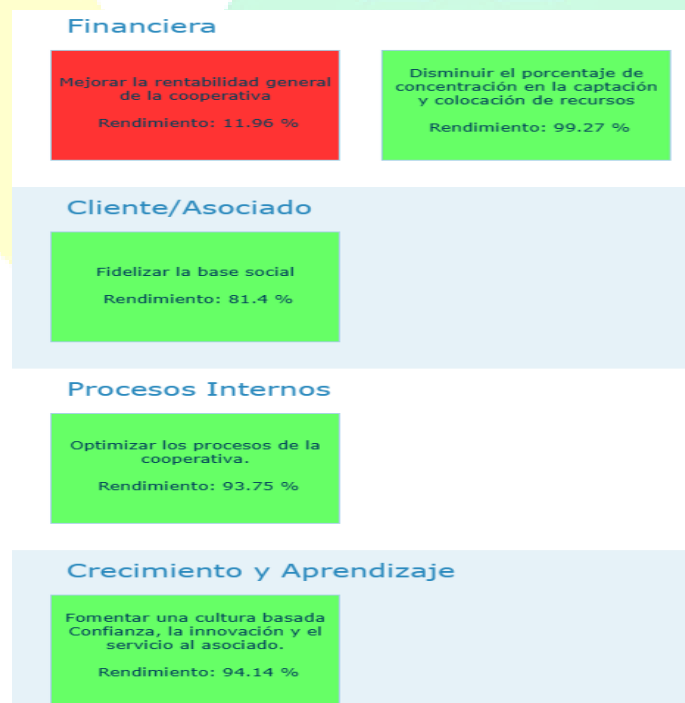 Financiera
Mejorar la rentabilidad general
de la cooperativa
Rendimiento: 11.96 %
Disminuir el porcentaje de
concentración en la captación
y colocación de recursos
Rendimiento: 99.27 %
Cliente/Asociado
Fidelizar la base social
Rendimiento: 81.4 %
Procesos Internos
Optimizar los procesos de la
cooperativa.
Rendimiento: 93.75 %
Crecimiento y Aprendizaje
Fomentar una cultura basada
Confianza, la innovación y el
servicio al asociado.
Rendimiento: 94.14 %